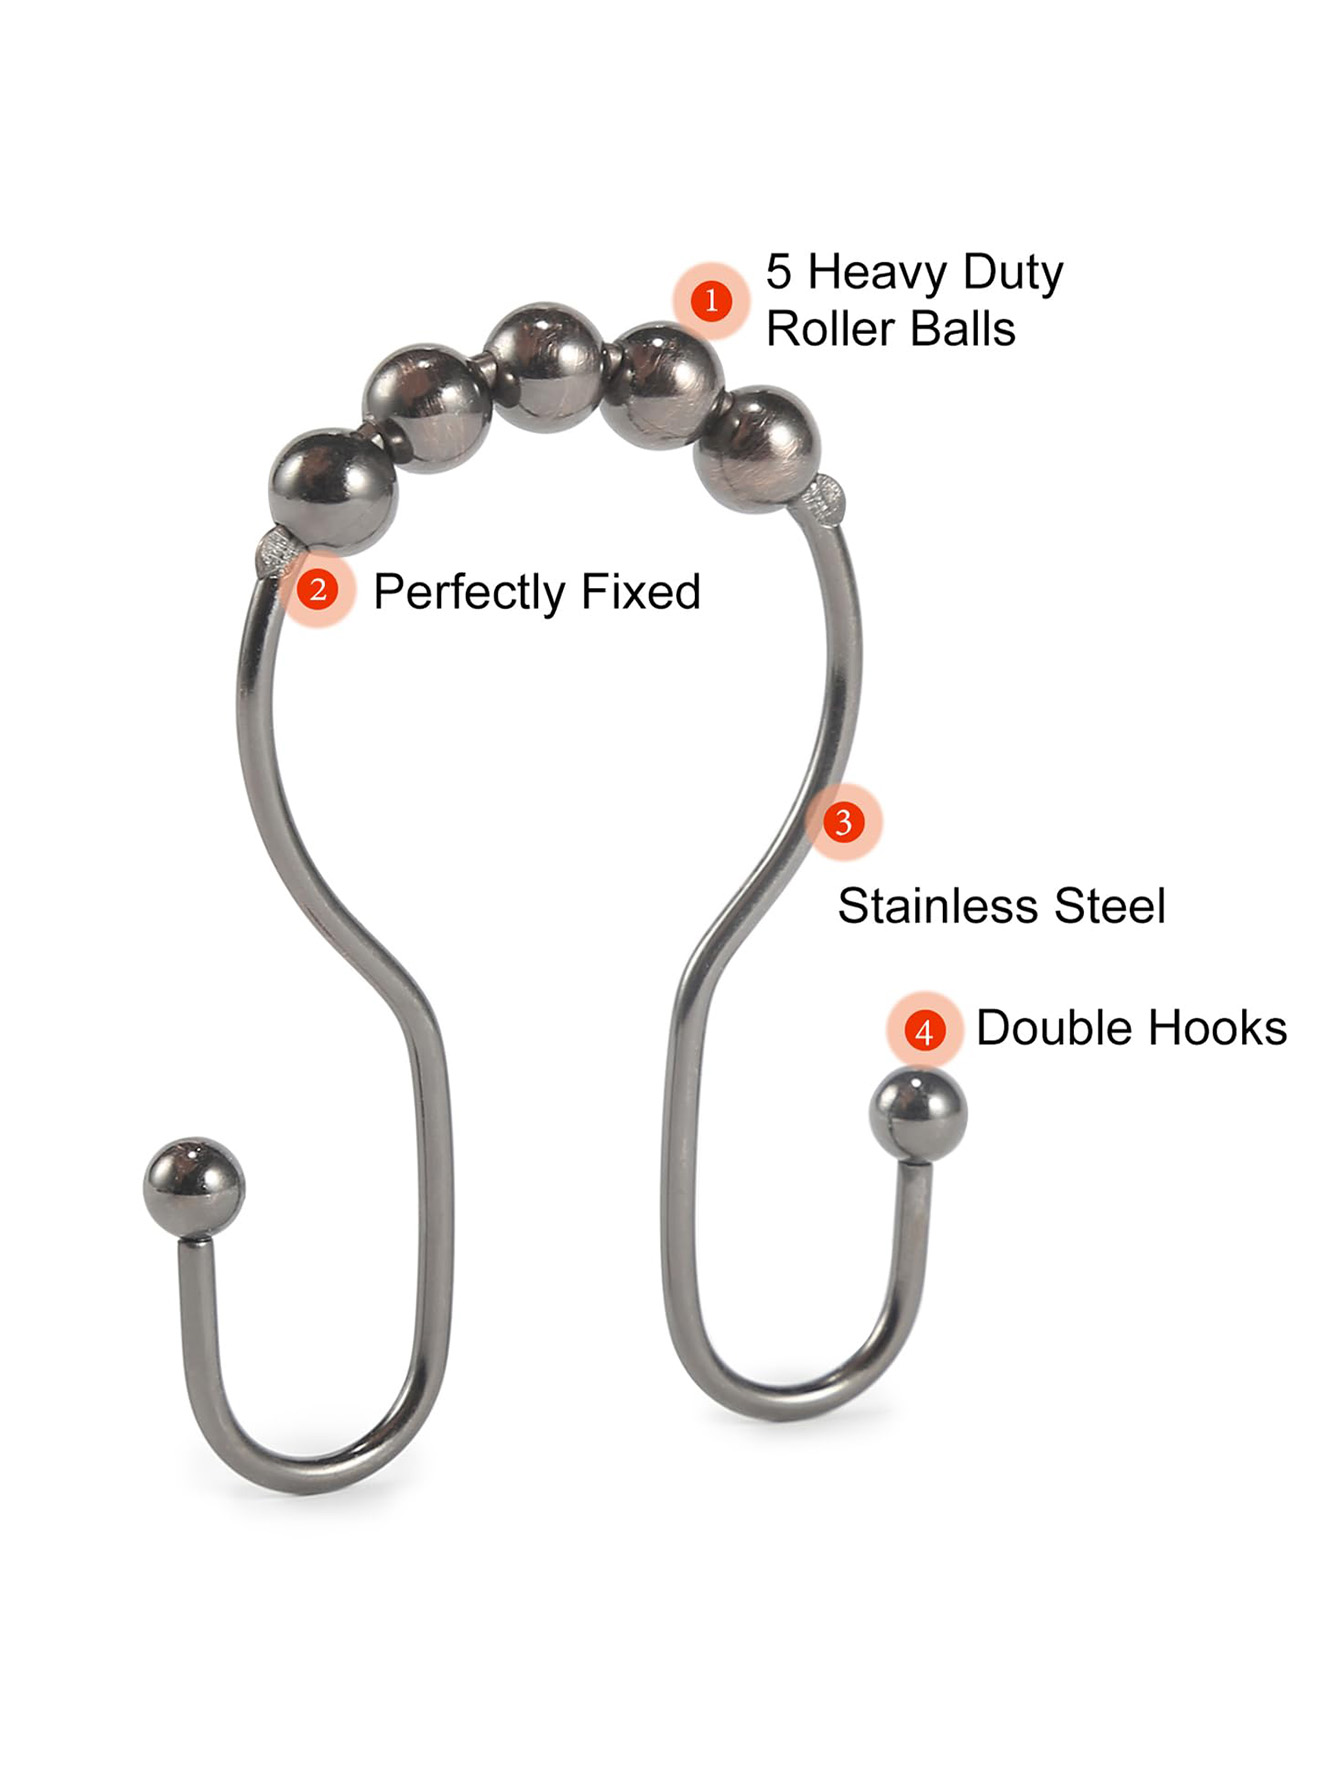 1 5 Heavy Duty
Roller Balls
2 Perfectly Fixed
3
Stainless Steel
4 Double Hooks